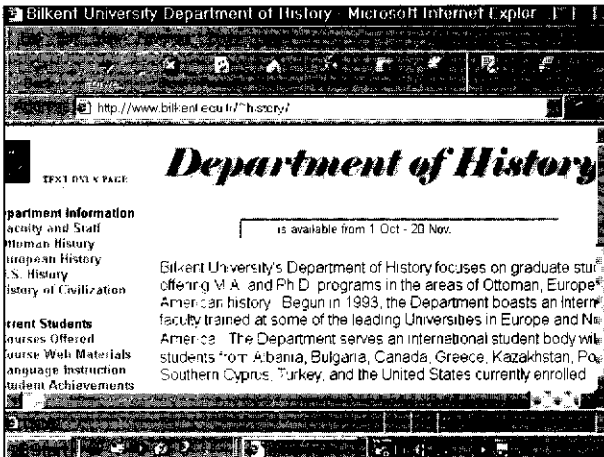 Bilkent University Department of History - Microsoft Internet Explor
http://www.bilkent.edu.tr/~history/
TEXT ONLY PAGE
Department of History
partment Information
aculty and Staff
ttoman History
uropean History
.S. History
istory of Civilization
is available from 1 Oct - 20 Nov.
Bilkent University's Department of History focuses on graduate stud
offering M.A. and Ph.D. programs in the areas of Ottoman, Europe
American history. Begun in 1993, the Department boasts an Intern
faculty trained at some of the leading Universities in Europe and No
America. The Department serves an international student body wit
students from Albania, Bulgaria, Canada, Greece, Kazakhstan, Po
Southern Cyprus, Turkey, and the United States currently enrolled
rrent Students
ourses Offered
ourse Web Materials
anguage Instruction
tudent Achievements